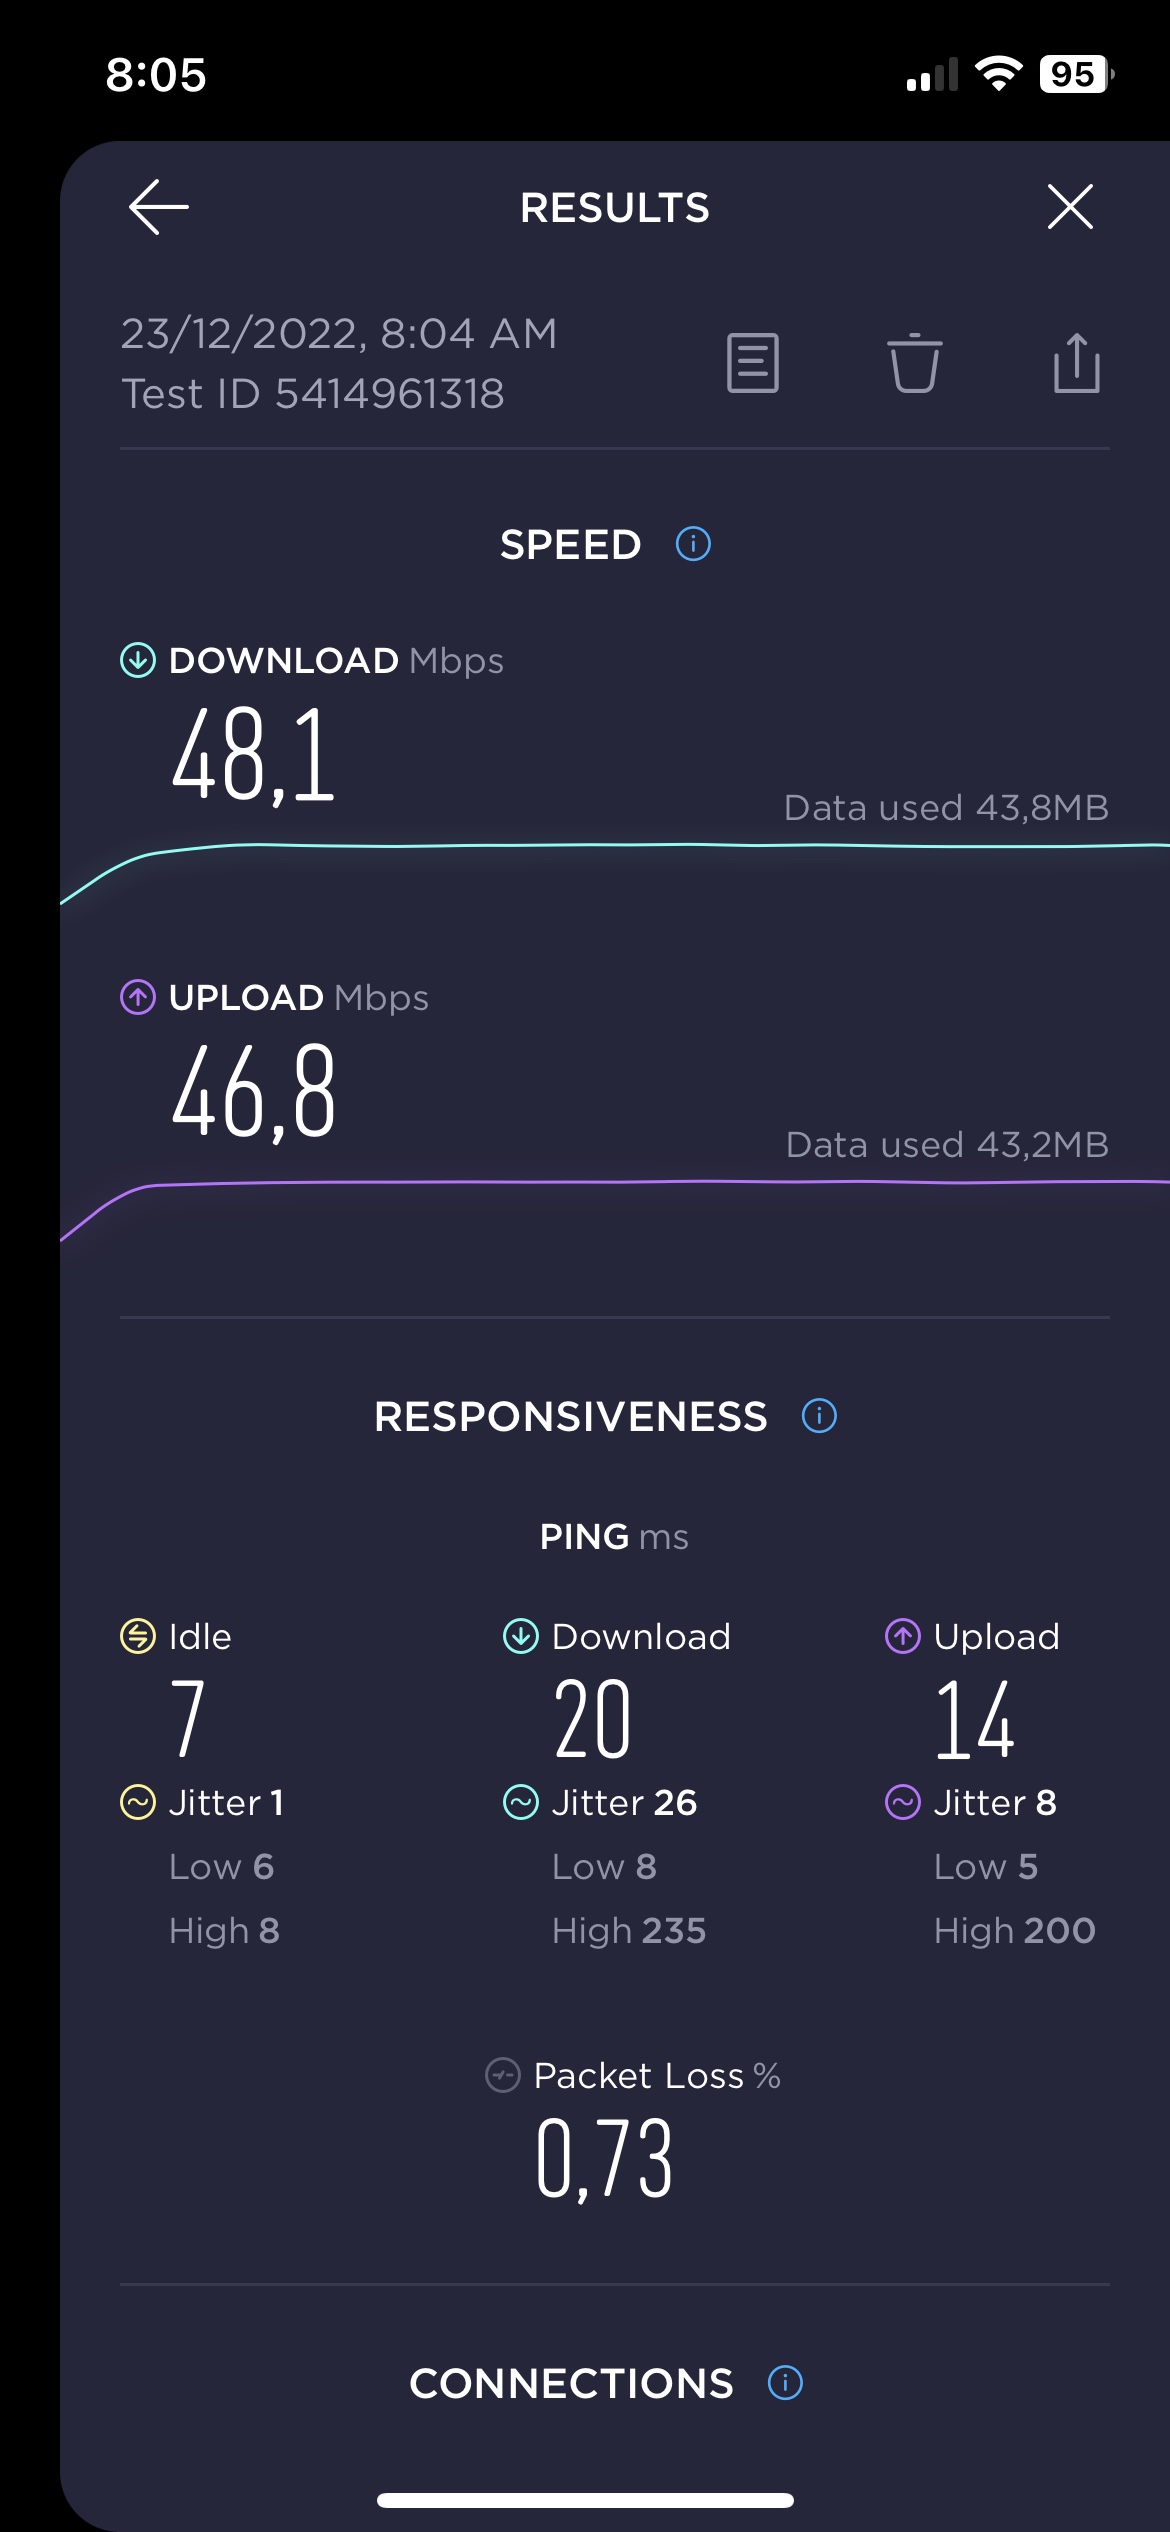 8:05
95
RESULTS
23/12/2022, 8:04 AM
Test ID 5414961318
SPEED
DOWNLOAD Mbps
48,1
Data used 43,8MB
UPLOAD Mbps
46,8
Data used 43,2MB
RESPONSIVENESS
PING ms
Idle Download Upload
7 20 14
Jitter 1 Jitter 26 Jitter 8
Low 6 Low 8 Low 5
High 8 High 235 High 200
Packet Loss %
0,73
CONNECTIONS